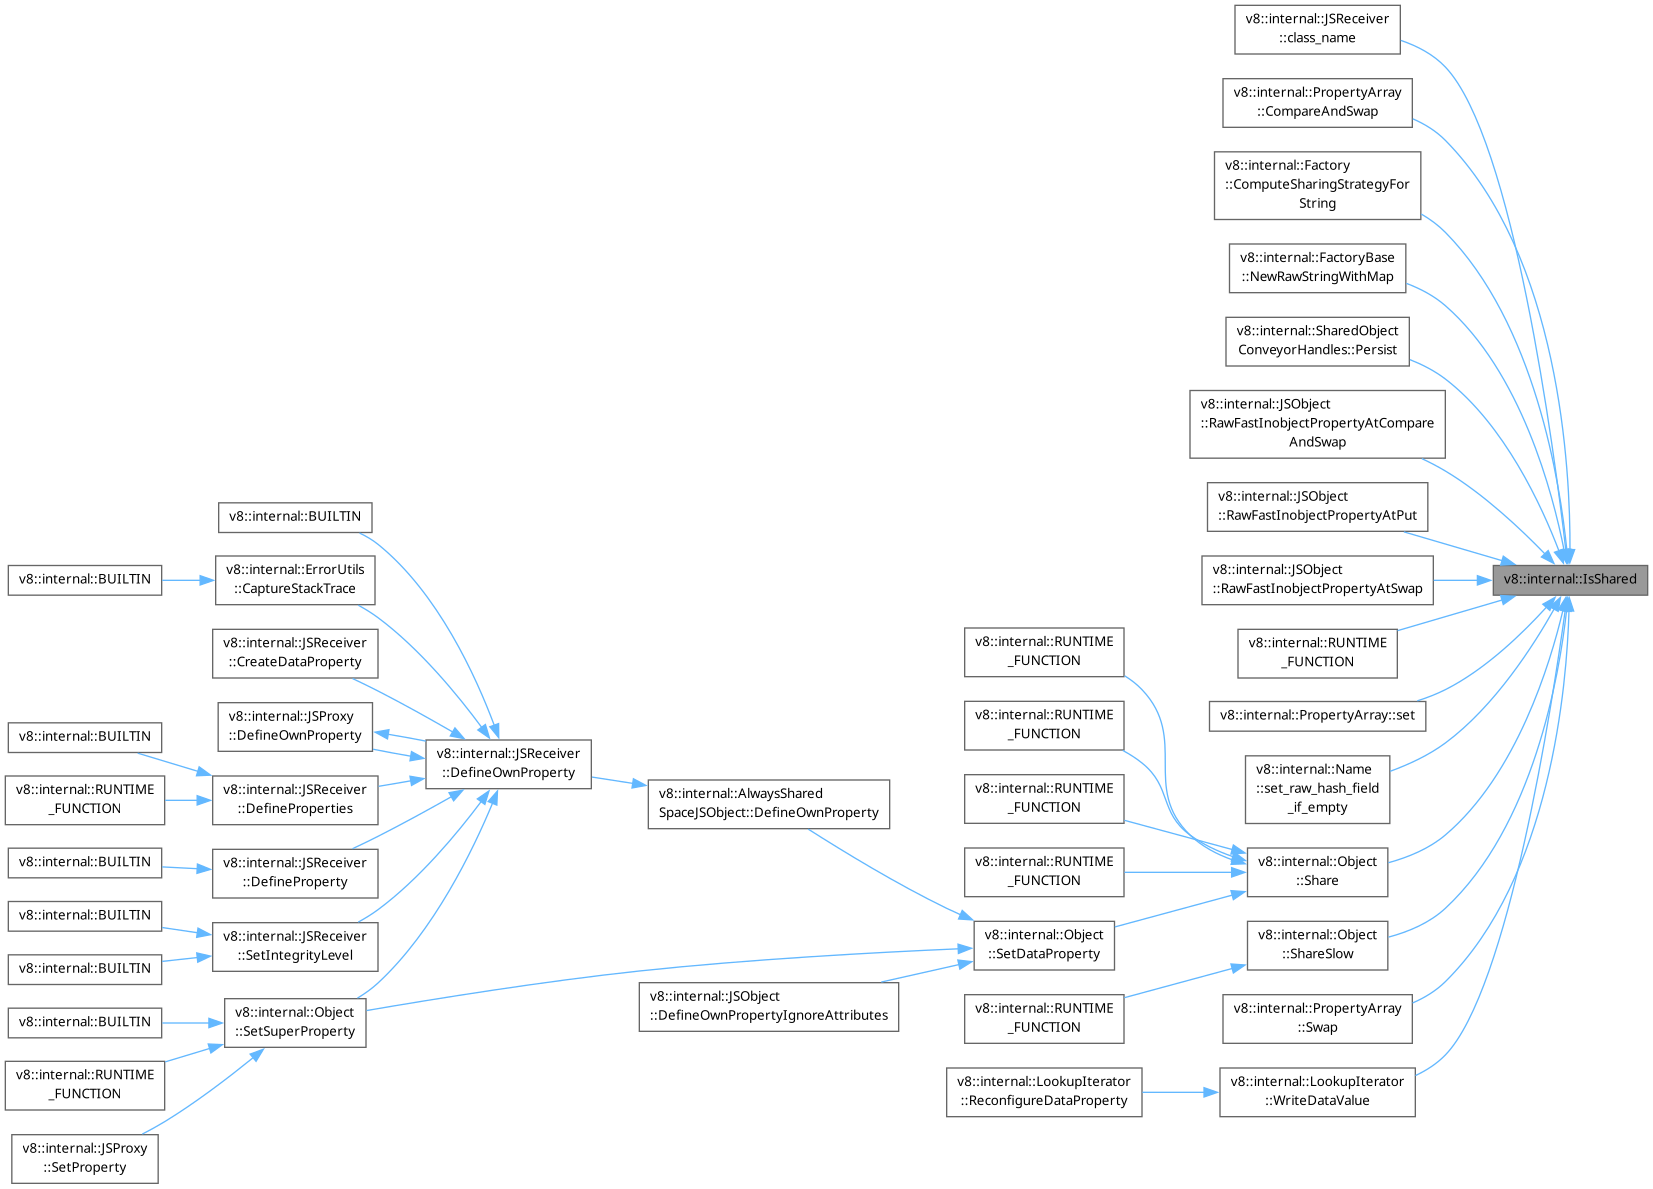 v8::internal::JSReceiver
::class_name
v8::internal::PropertyArray
::CompareAndSwap
v8::internal::Factory
::ComputeSharingStrategyFor
String
v8::internal::FactoryBase
::NewRawStringWithMap
v8::internal::SharedObject
ConveyorHandles::Persist
v8::internal::JSObject
::RawFastInobjectPropertyAtCompare
AndSwap
v8::internal::JSObject
::RawFastInobjectPropertyAtPut
v8::internal::JSObject
::RawFastInobjectPropertyAtSwap
v8::internal::IsShared
v8::internal::RUNTIME
_FUNCTION
v8::internal::PropertyArray::set
v8::internal::Name
::set_raw_hash_field
_if_empty
v8::internal::Object
::Share
v8::internal::Object
::ShareSlow
v8::internal::PropertyArray
::Swap
v8::internal::LookupIterator
::WriteDataValue
v8::internal::RUNTIME
_FUNCTION
v8::internal::RUNTIME
_FUNCTION
v8::internal::RUNTIME
_FUNCTION
v8::internal::RUNTIME
_FUNCTION
v8::internal::Object
::SetDataProperty
v8::internal::RUNTIME
_FUNCTION
v8::internal::LookupIterator
::ReconfigureDataProperty
v8::internal::AlwaysShared
SpaceJSObject::DefineOwnProperty
v8::internal::JSObject
::DefineOwnPropertyIgnoreAttributes
v8::internal::JSReceiver
::DefineOwnProperty
v8::internal::BUILTIN
v8::internal::ErrorUtils
::CaptureStackTrace
v8::internal::JSReceiver
::CreateDataProperty
v8::internal::JSProxy
::DefineOwnProperty
v8::internal::JSReceiver
::DefineProperties
v8::internal::JSReceiver
::DefineProperty
v8::internal::JSReceiver
::SetIntegrityLevel
v8::internal::Object
::SetSuperProperty
v8::internal::BUILTIN
v8::internal::BUILTIN
v8::internal::RUNTIME
_FUNCTION
v8::internal::BUILTIN
v8::internal::BUILTIN
v8::internal::BUILTIN
v8::internal::BUILTIN
v8::internal::RUNTIME
_FUNCTION
v8::internal::JSProxy
::SetProperty